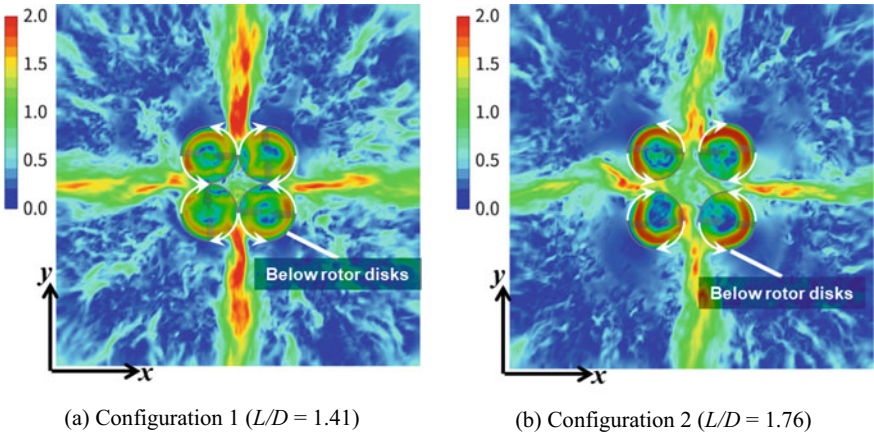 2.0
1.5
1.0
0.5
0.0
Below rotor disks
y
x
(a) Configuration 1 (L/D = 1.41)
2.0
1.5
1.0
0.5
0.0
Below rotor disks
y
x
(b) Configuration 2 (L/D = 1.76)